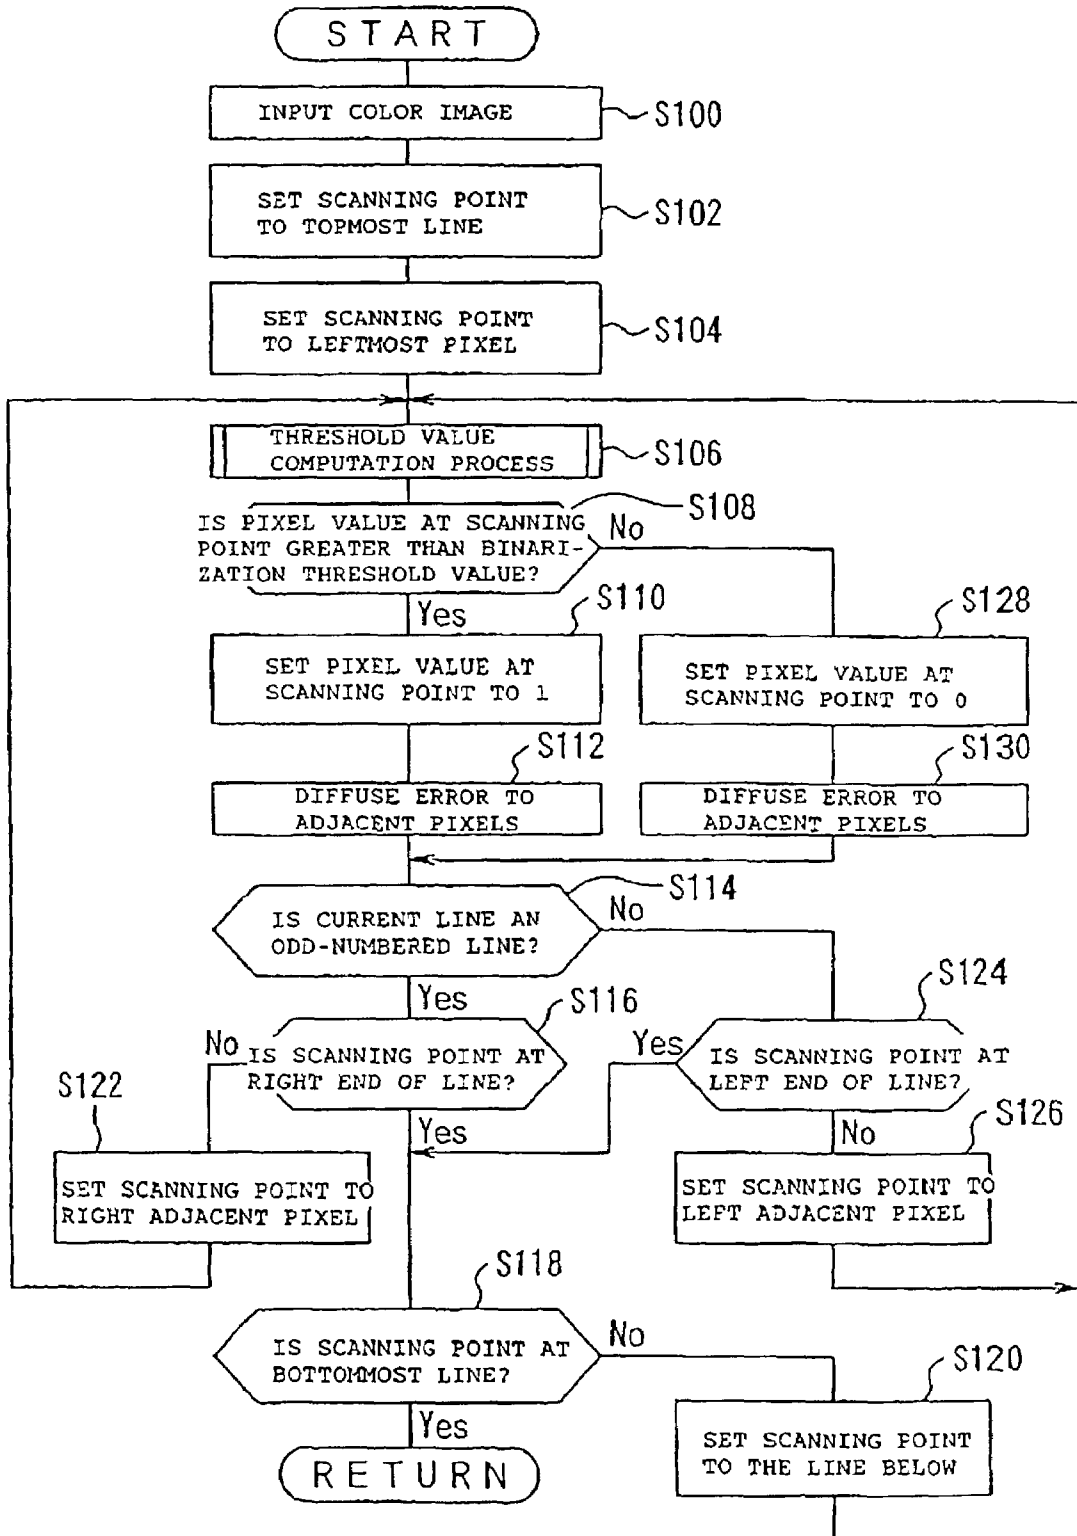 START
INPUT COLOR IMAGE
S100
SET SCANNING POINT
TO TOPMOST LINE
S102
SET SCANNING POINT
TO LEFTMOST PIXEL
S104
THRESHOLD VALUE
COMPUTATION PROCESS
S106
S108
IS PIXEL VALUE AT SCANNING
POINT GREATER THAN BINARI-
ZATION THRESHOLD VALUE?
No
Yes
S110
SET PIXEL VALUE AT
SCANNING POINT TO 1
S128
SET PIXEL VALUE AT
SCANNING POINT TO 0
S112
DIFFUSE ERROR TO
ADJACENT PIXELS
S130
DIFFUSE ERROR TO
ADJACENT PIXELS
S114
IS CURRENT LINE AN
ODD-NUMBERED LINE?
No
Yes
S116
No
IS SCANNING POINT AT
RIGHT END OF LINE?
Yes
S124
Yes
IS SCANNING POINT AT
LEFT END OF LINE?
No
S122
SET SCANNING POINT TO
RIGHT ADJACENT PIXEL
S126
SET SCANNING POINT TO
LEFT ADJACENT PIXEL
S118
IS SCANNING POINT AT
BOTTOMMOST LINE?
No
Yes
S120
SET SCANNING POINT
TO THE LINE BELOW
RETURN